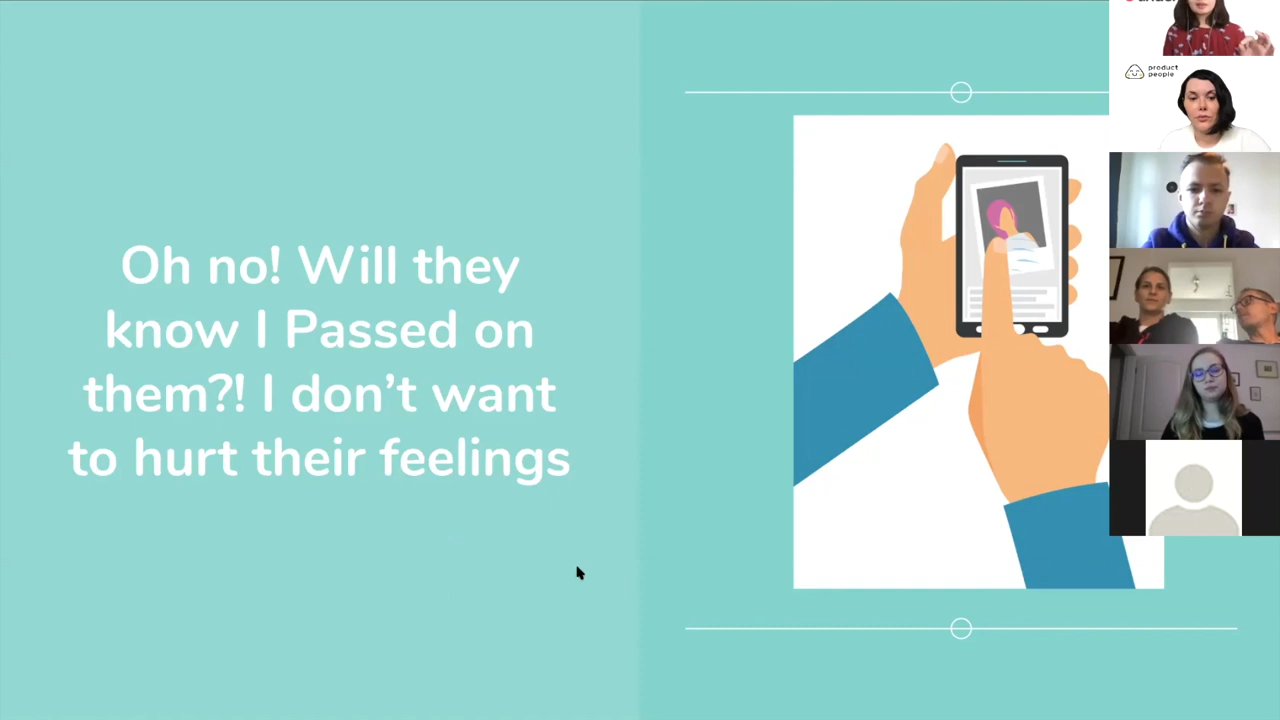 Oh no! Will they
know I Passed on
them?! I don’t want
to hurt their feelings
product
people